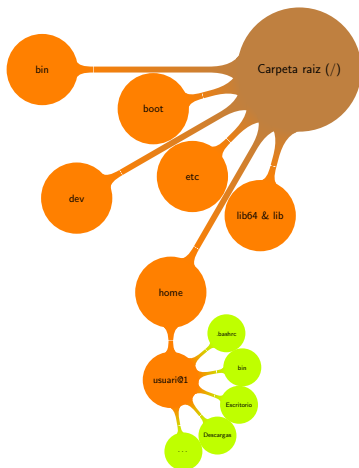 Carpeta raiz (/)
bin
boot
etc
dev
lib64 & lib
home
.bashrc
bin
usuari@1
Escritorio
Descargas
...